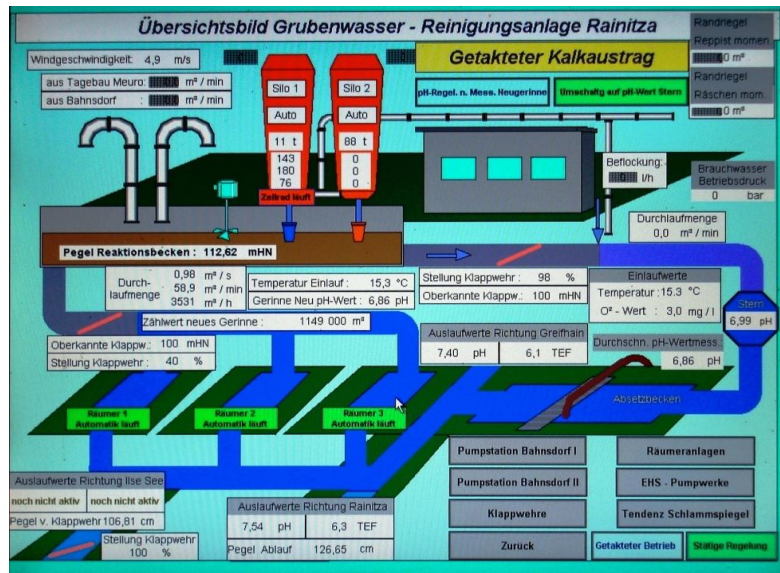 Übersichtsbild Grubenwasser - Reinigungsanlage Rainitza
Randriegel
Reppist momen.
0 m³
Randriegel
Räschen mom.
0 m³
Windgeschwindigkeit: 4,9 m/s
aus Tagebau Meuro: m³ / min
aus Bahnsdorf : m³ / min
Getakteter Kalkaustrag
pH-Regel. n. Mess. Neugerinne
Umschaltg auf pH-Wert Stern
Silo 1
Auto
11 t
143
180
76
Zellrad läuft
Silo 2
Auto
88 t
0
0
0
Beflockung:
l/h
Brauchwasser
Betriebsdruck
0 bar
Durchlaufmenge
0,0 m³ / min
Pegel Reaktionsbecken : 112,62 mHN
Durch-
laufmenge
0,98 m³ / s
58,9 m³ / min
3531 m³ / h
Temperatur Einlauf : 15,3 °C
Gerinne Neu pH-Wert : 6,86 pH
Stellung Klappwehr : 98 %
Oberkannte Klappw.: 100 mHN
Einlaufwerte
Temperatur : 15.3 °C
O² - Wert : 3,0 mg / l
Stern
6,99 pH
Zählwert neues Gerinne : 1149 000 m³
Oberkannte Klappw.: 100 mHN
Stellung Klappwehr : 40 %
Auslaufwerte Richtung Greifhain
7,40 pH 6,1 TEF
Durchschn. pH-Wertmess.
6,86 pH
Absetzbecken
Räumer 1
Automatik läuft
Räumer 2
Automatik läuft
Räumer 3
Automatik läuft
Auslaufwerte Richtung Ilse See
noch nicht aktiv noch nicht aktiv
Pegel v. Klappwehr 106,81 cm
Stellung Klappwehr
100 %
Auslaufwerte Richtung Rainitza
7,54 pH 6,3 TEF
Pegel Ablauf 126,65 cm
Pumpstation Bahnsdorf I
Räumeranlagen
Pumpstation Bahnsdorf II
EHS - Pumpwerke
Klappwehre
Tendenz Schlammspiegel
Zurück
Getakteter Betrieb
Stätige Regelung